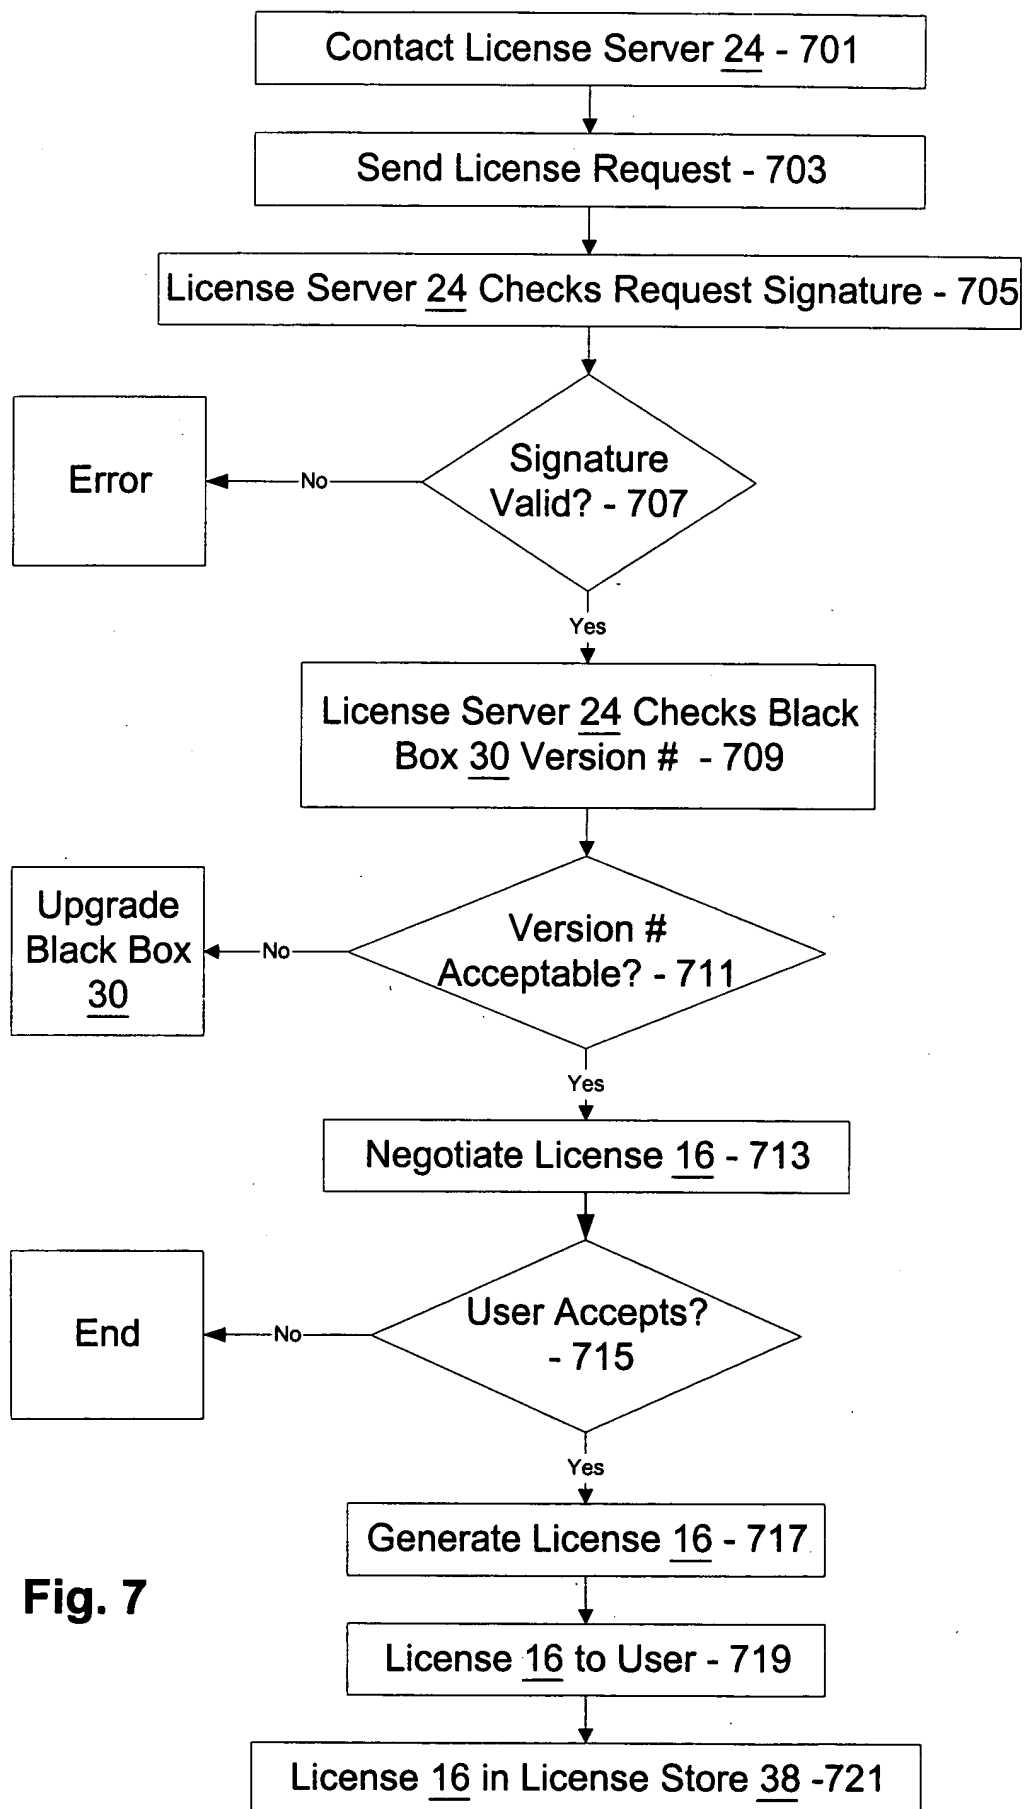 Contact License Server 24 - 701
Send License Request - 703
License Server 24 Checks Request Signature - 705
Signature
Valid? - 707
No
Error
Yes
License Server 24 Checks Black
Box 30 Version # - 709
Version #
Acceptable? - 711
No
Upgrade
Black Box
30
Yes
Negotiate License 16 - 713
User Accepts?
- 715
No
End
Yes
Generate License 16 - 717
Fig. 7
License 16 to User - 719
License 16 in License Store 38 -721